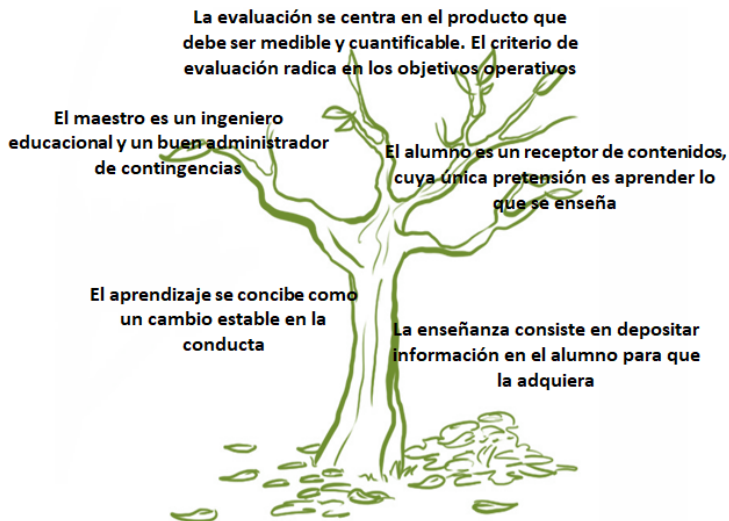 La evaluación se centra en el producto que
debe ser medible y cuantificable. El criterio de
evaluación radica en los objetivos operativos
El maestro es un ingeniero
educacional y un buen administrador
de contingencias
El alumno es un receptor de contenidos,
cuya única pretensión es aprender lo
que se enseña
El aprendizaje se concibe como
un cambio estable en la
conducta
La enseñanza consiste en depositar
información en el alumno para que
la adquiera